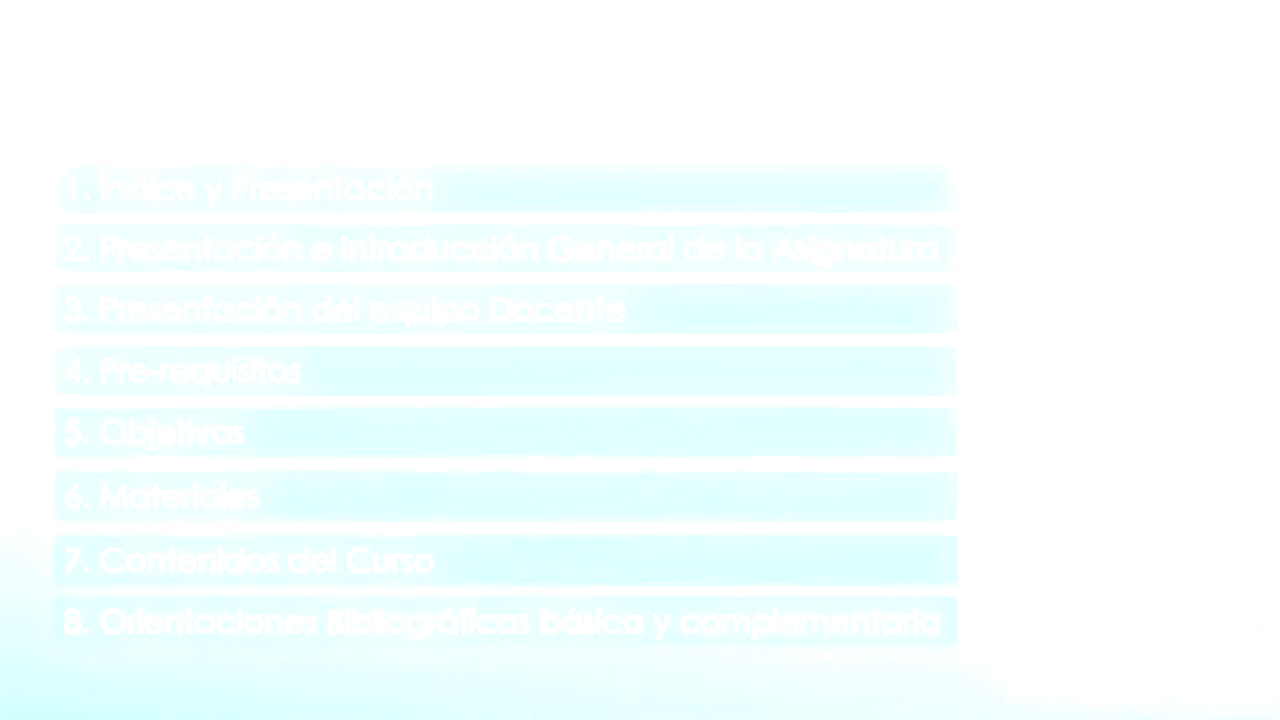 1. Índice y Presentación
2. Presentación e Introducción General de la Asignatura
3. Presentación del equipo Docente
4. Pre-requisitos
5. Objetivos
6. Materiales
7. Contenidos del Curso
8. Orientaciones Bibliográficas básica y complementaria